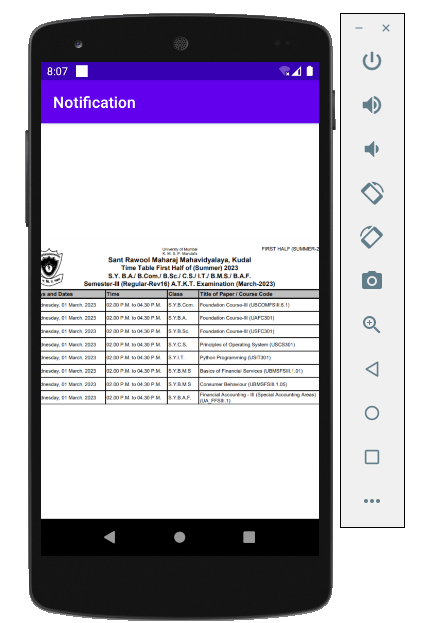 8:07
Notification
University of Mumbai
FIRST HALF (SUMMER-2
Sant Rawool Maharaj Mahavidyalaya, Kudal
Time Table First Half of (Summer) 2023
S.Y. B.A./ B.Com./ B.Sc./ C.S./ I.T./ B.M.S./ B.A.F.
Semester-III (Regular-Rev16) A.T.K.T. Examination (March-2023)
s and Dates Time Class Title of Paper / Course Code
dnesday, 01 March, 2023 02.00 P.M. to 04.30 P.M. S.Y.B.Com. Foundation Course-III
dnesday, 01 March, 2023 02.00 P.M. to 04.30 P.M. S.Y.B.A. Foundation Course-III (UAFC301)
dnesday, 01 March, 2023 02.00 P.M. to 04.30 P.M. S.Y.B.Sc. Foundation Course-III (USFC301)
dnesday, 01 March, 2023 02.00 P.M. to 04.30 P.M. S.Y.C.S. Principles of Operating System (USCS301)
dnesday, 01 March, 2023 02.00 P.M. to 04.30 P.M. S.Y.I.T. Python Programming (USIT301)
dnesday, 01 March, 2023 02.00 P.M. to 04.30 P.M. S.Y.B.M.S Basics of Financial Services (UBMSFSIII.1.01)
dnesday, 01 March, 2023 02.00 P.M. to 04.30 P.M. S.Y.B.M.S Consumer Behaviour (UBMSFSIII.1.05)
dnesday, 01 March, 2023 02.00 P.M. to 04.30 P.M. S.Y.B.A.F. Financial Accounting - III (Special Accounting Areas)